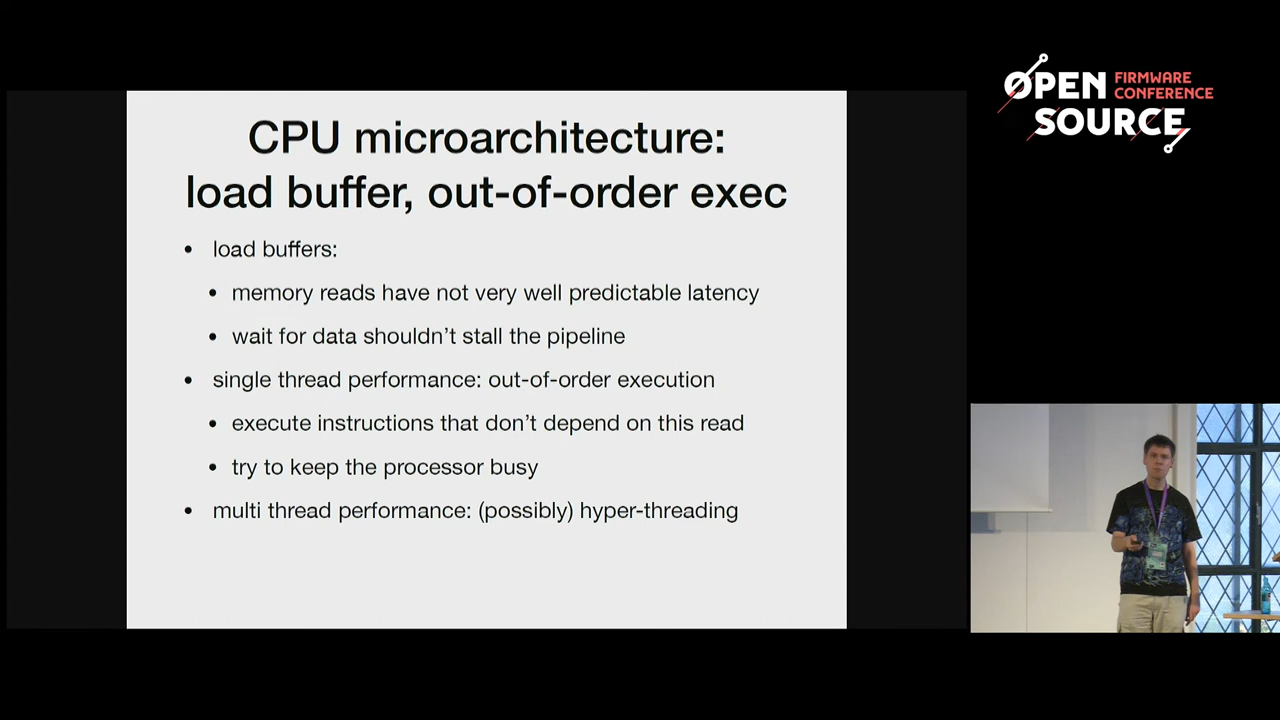 OPEN FIRMWARE
CONFERENCE
SOURCE
CPU microarchitecture:
load buffer, out-of-order exec
• load buffers:
• memory reads have not very well predictable latency
• wait for data shouldn’t stall the pipeline
• single thread performance: out-of-order execution
• execute instructions that don’t depend on this read
• try to keep the processor busy
• multi thread performance: (possibly) hyper-threading